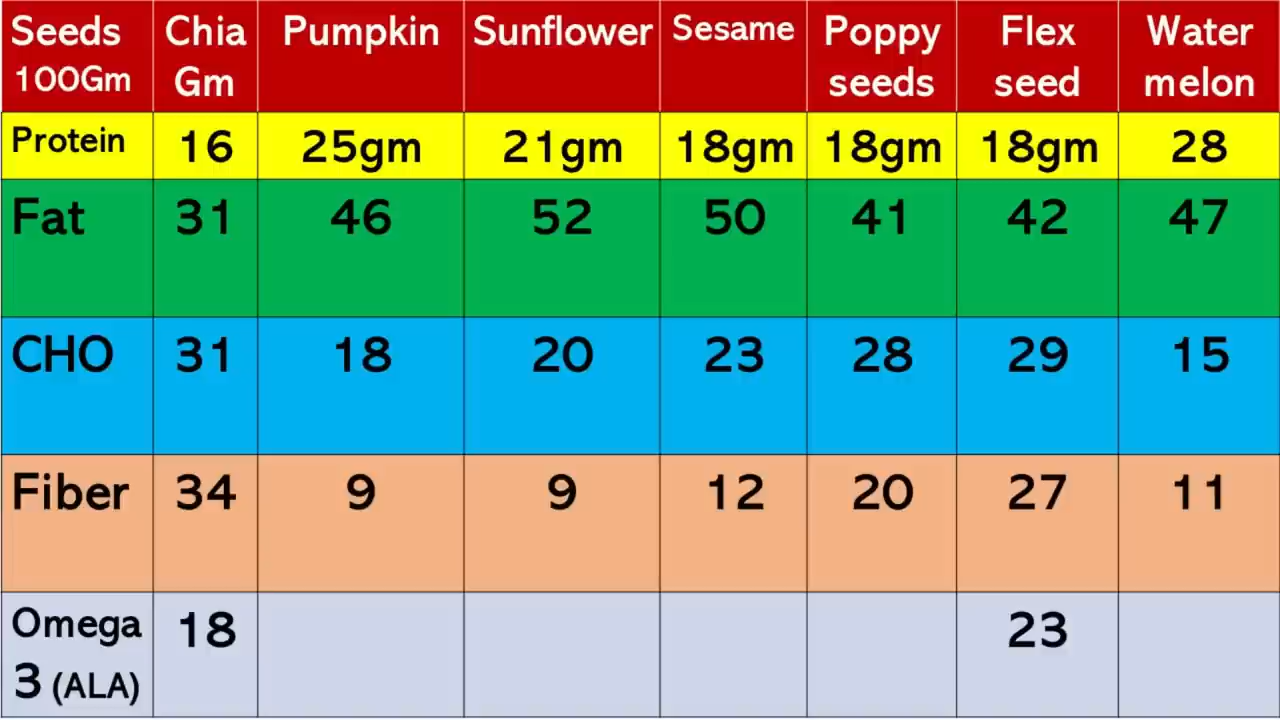 Seeds 100Gm Chia Gm Pumpkin Sunflower Sesame Poppy seeds Flex seed Water melon
Protein 16 25gm 21gm 18gm 18gm 18gm 28
Fat 31 46 52 50 41 42 47
CHO 31 18 20 23 28 29 15
Fiber 34 9 9 12 20 27 11
Omega 3 (ALA) 18 23